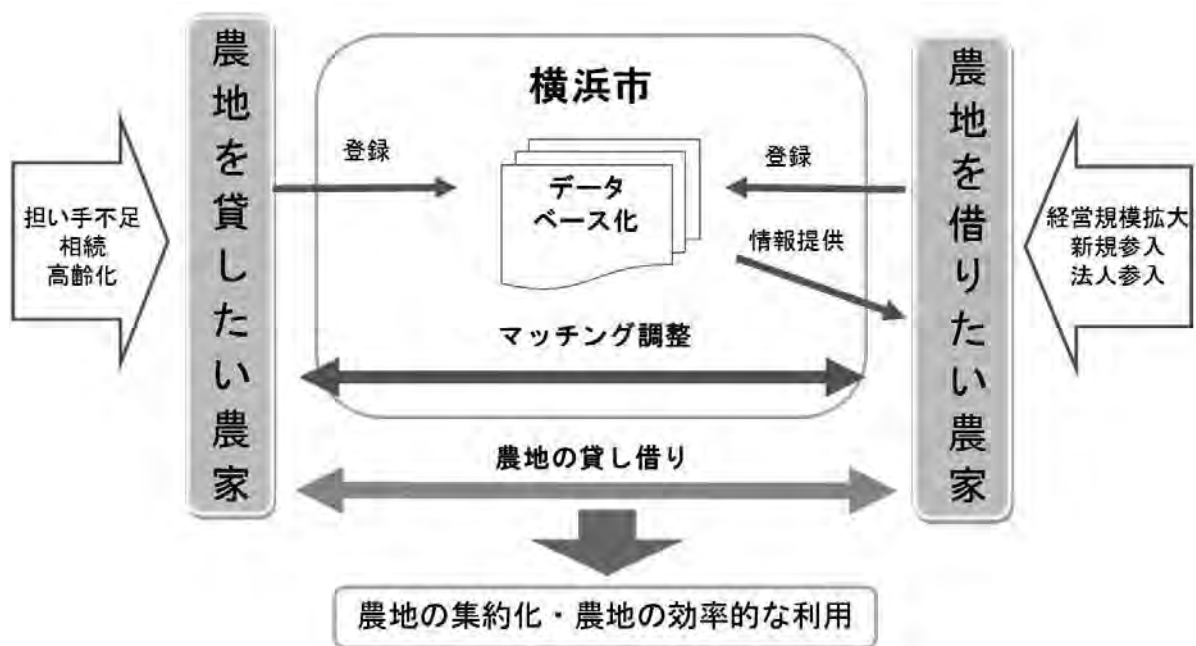 農地を貸したい農家
担い手不足
相続
高齢化
横浜市
登録
データ
ベース化
登録
情報提供
マッチング調整
農地の貸し借り
農地を借りたい農家
経営規模拡大
新規参入
法人参入
農地の集約化・農地の効率的な利用